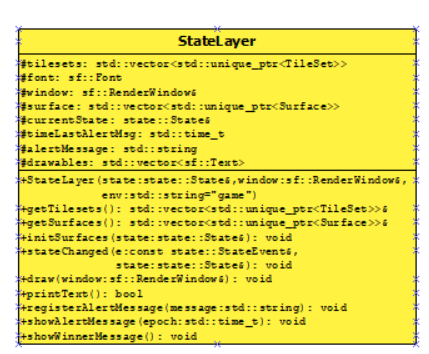 StateLayer
#tilesets: std::vector<std::unique_ptr<TileSet>>
#font: sf::Font
#window: sf::RenderWindow&
#surface: std::vector<std::unique_ptr<Surface>>
#currentState: state::State&
#timeLastAlertMsg: std::time_t
#alertMessage: std::string
#drawables: std::vector<sf::Text>
+StateLayer(state:state::State&,window:sf::RenderWindow&,
env:std::string="game")
+getTilesets(): std::vector<std::unique_ptr<TileSet>>&
+getSurfaces(): std::vector<std::unique_ptr<Surface>>&
+initSurfaces(state:state::State&): void
+stateChanged(e:const state::StateEvent&,
state:state::State&): void
+draw(window:sf::RenderWindow&): void
+printText(): bool
+registerAlertMessage(message:std::string): void
+showAlertMessage(epoch:std::time_t): void
+showWinnerMessage(): void